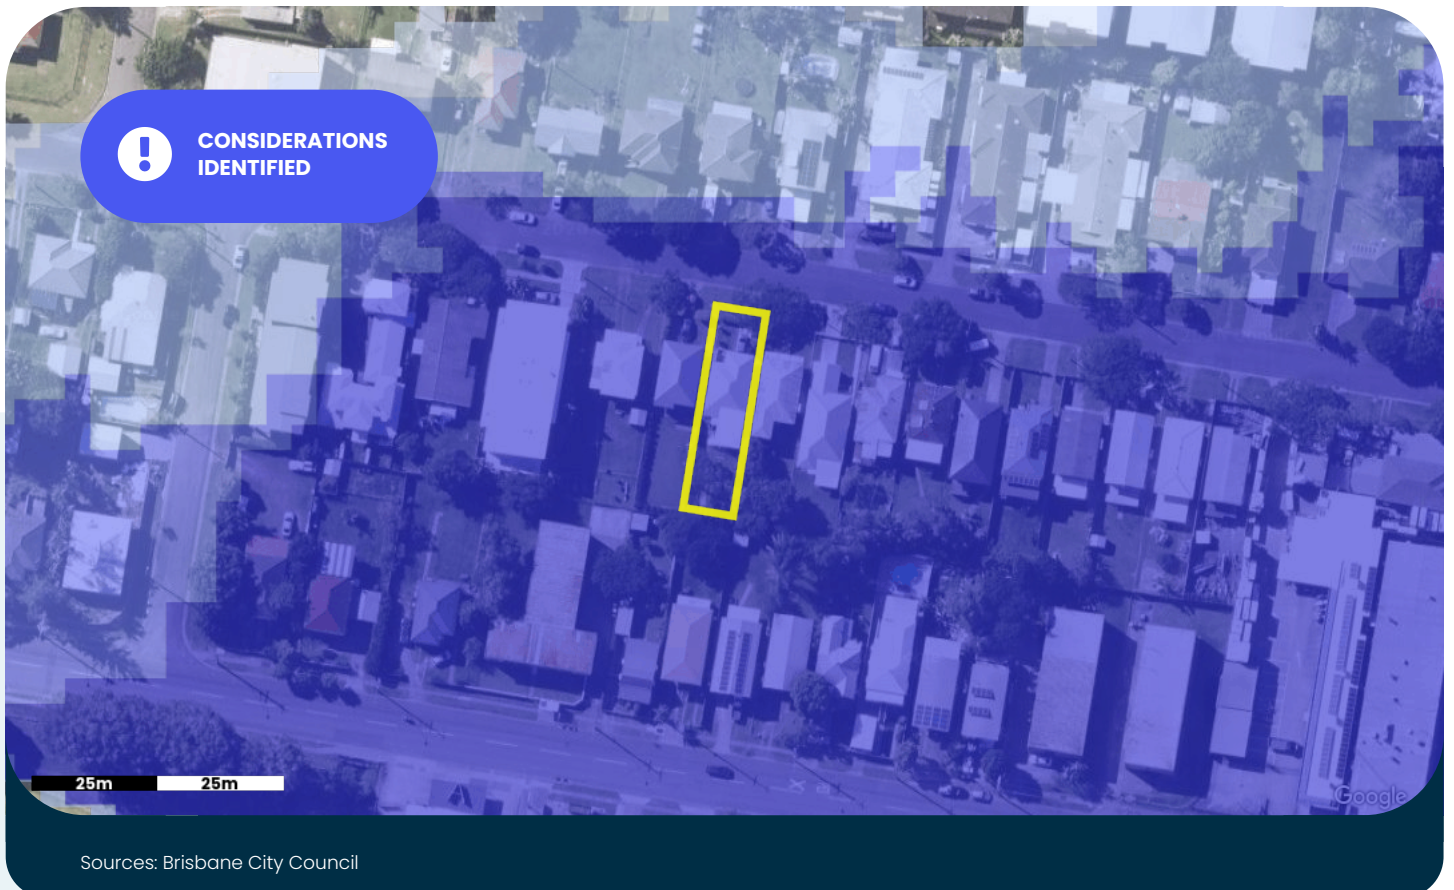 CONSIDERATIONS
IDENTIFIED
25m 25m
Google
Sources: Brisbane City Council